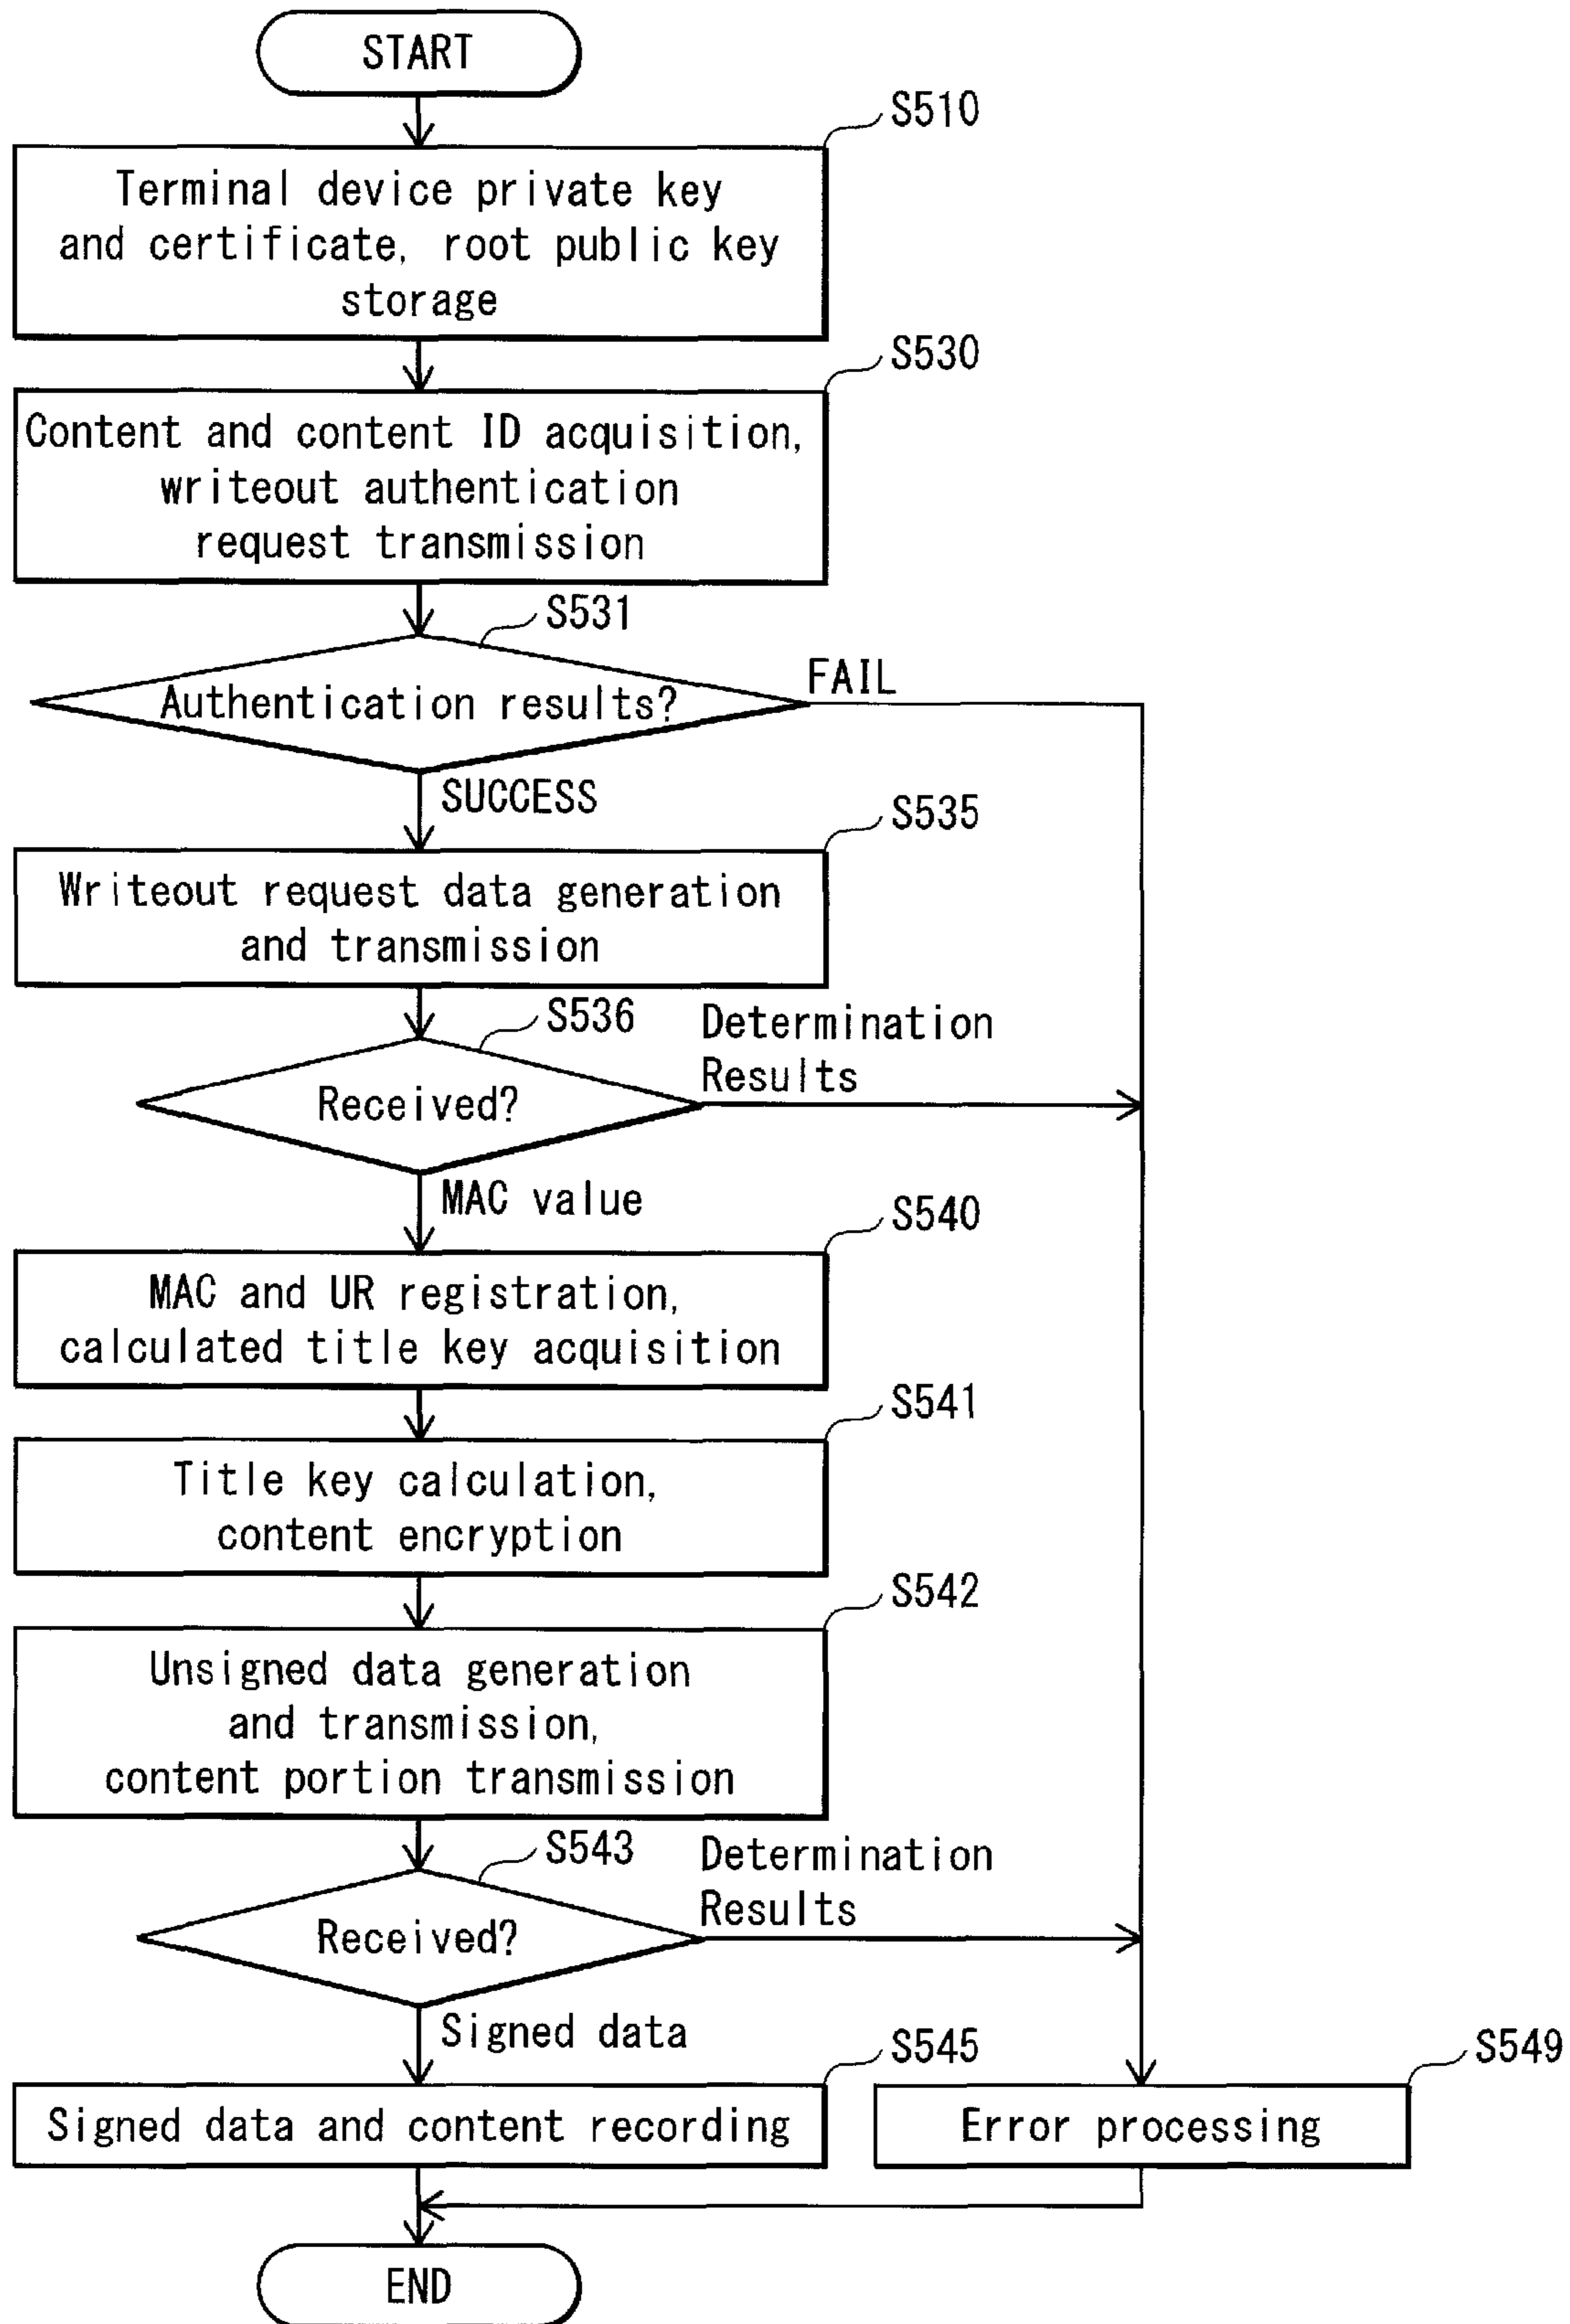 START
S510
Terminal device private key
and certificate, root public key
storage
S530
Content and content ID acquisition,
writeout authentication
request transmission
S531
Authentication results?
FAIL
SUCCESS
S535
Writeout request data generation
and transmission
S536
Determination
Results
Received?
MAC value
S540
MAC and UR registration,
calculated title key acquisition
S541
Title key calculation,
content encryption
S542
Unsigned data generation
and transmission,
content portion transmission
S543
Determination
Results
Received?
Signed data
S545
S549
Signed data and content recording
Error processing
END